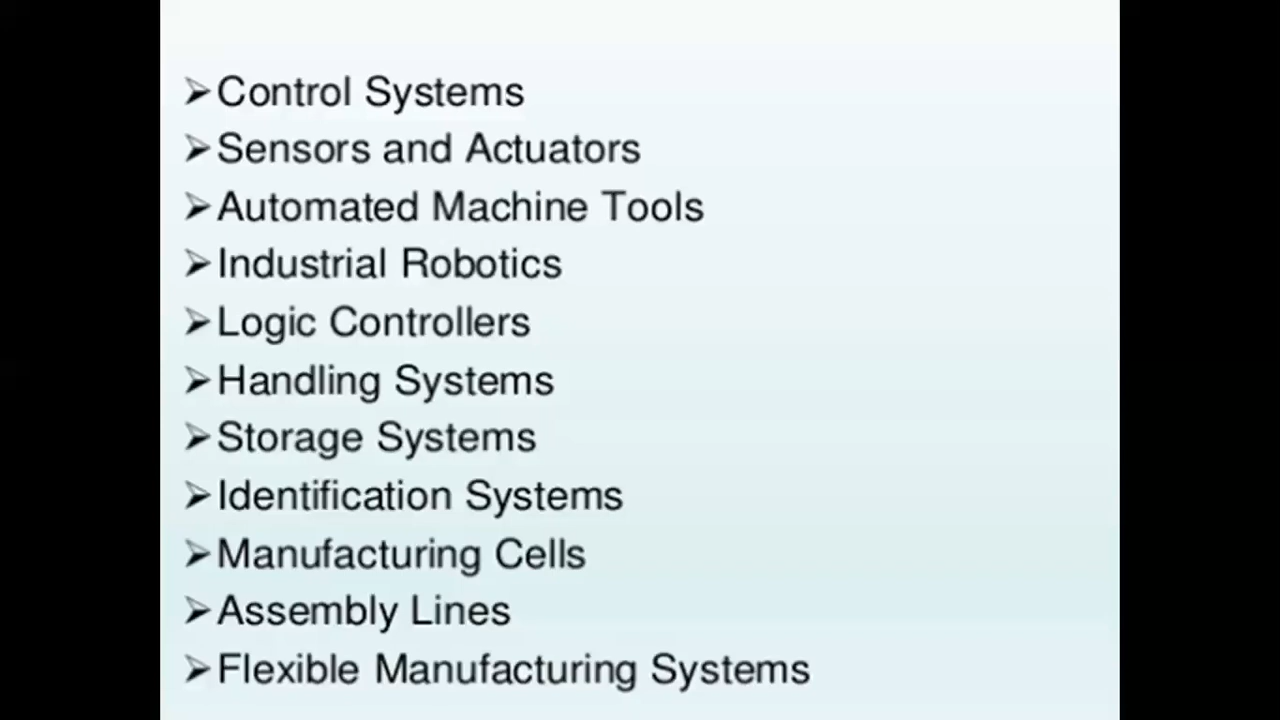 ➢Control Systems
➢Sensors and Actuators
➢Automated Machine Tools
➢Industrial Robotics
➢Logic Controllers
➢Handling Systems
➢Storage Systems
➢Identification Systems
➢Manufacturing Cells
➢Assembly Lines
➢Flexible Manufacturing Systems